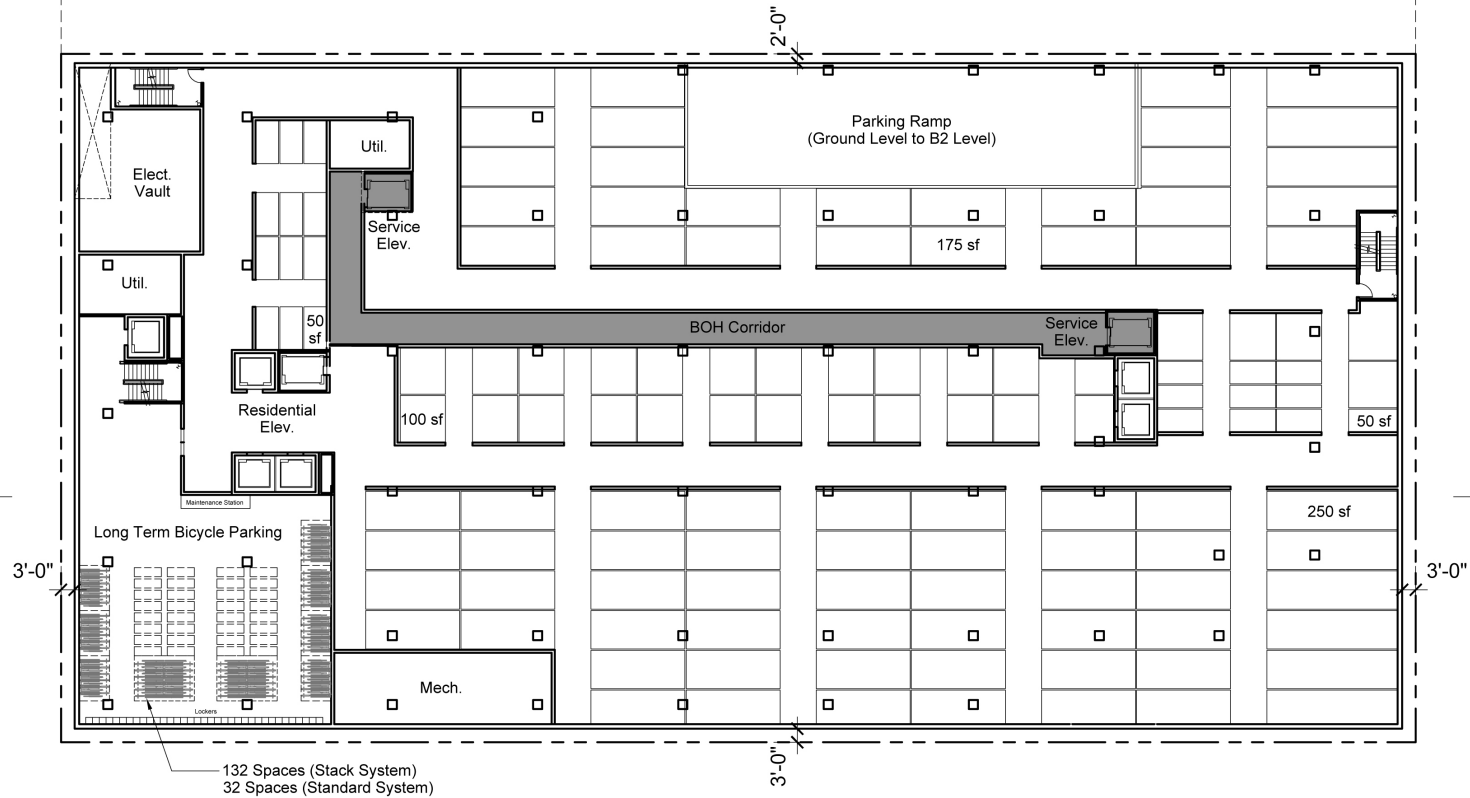 2'-0"
Parking Ramp
(Ground Level to B2 Level)
Util.
Elect.
Vault
Service
Elev.
175 sf
Util.
50
sf
BOH Corridor
Service
Elev.
Residential
Elev.
100 sf
50 sf
Maintenance Station
250 sf
Long Term Bicycle Parking
3'-0"
3'-0"
Mech.
Lockers
3'-0"
132 Spaces (Stack System)
32 Spaces (Standard System)